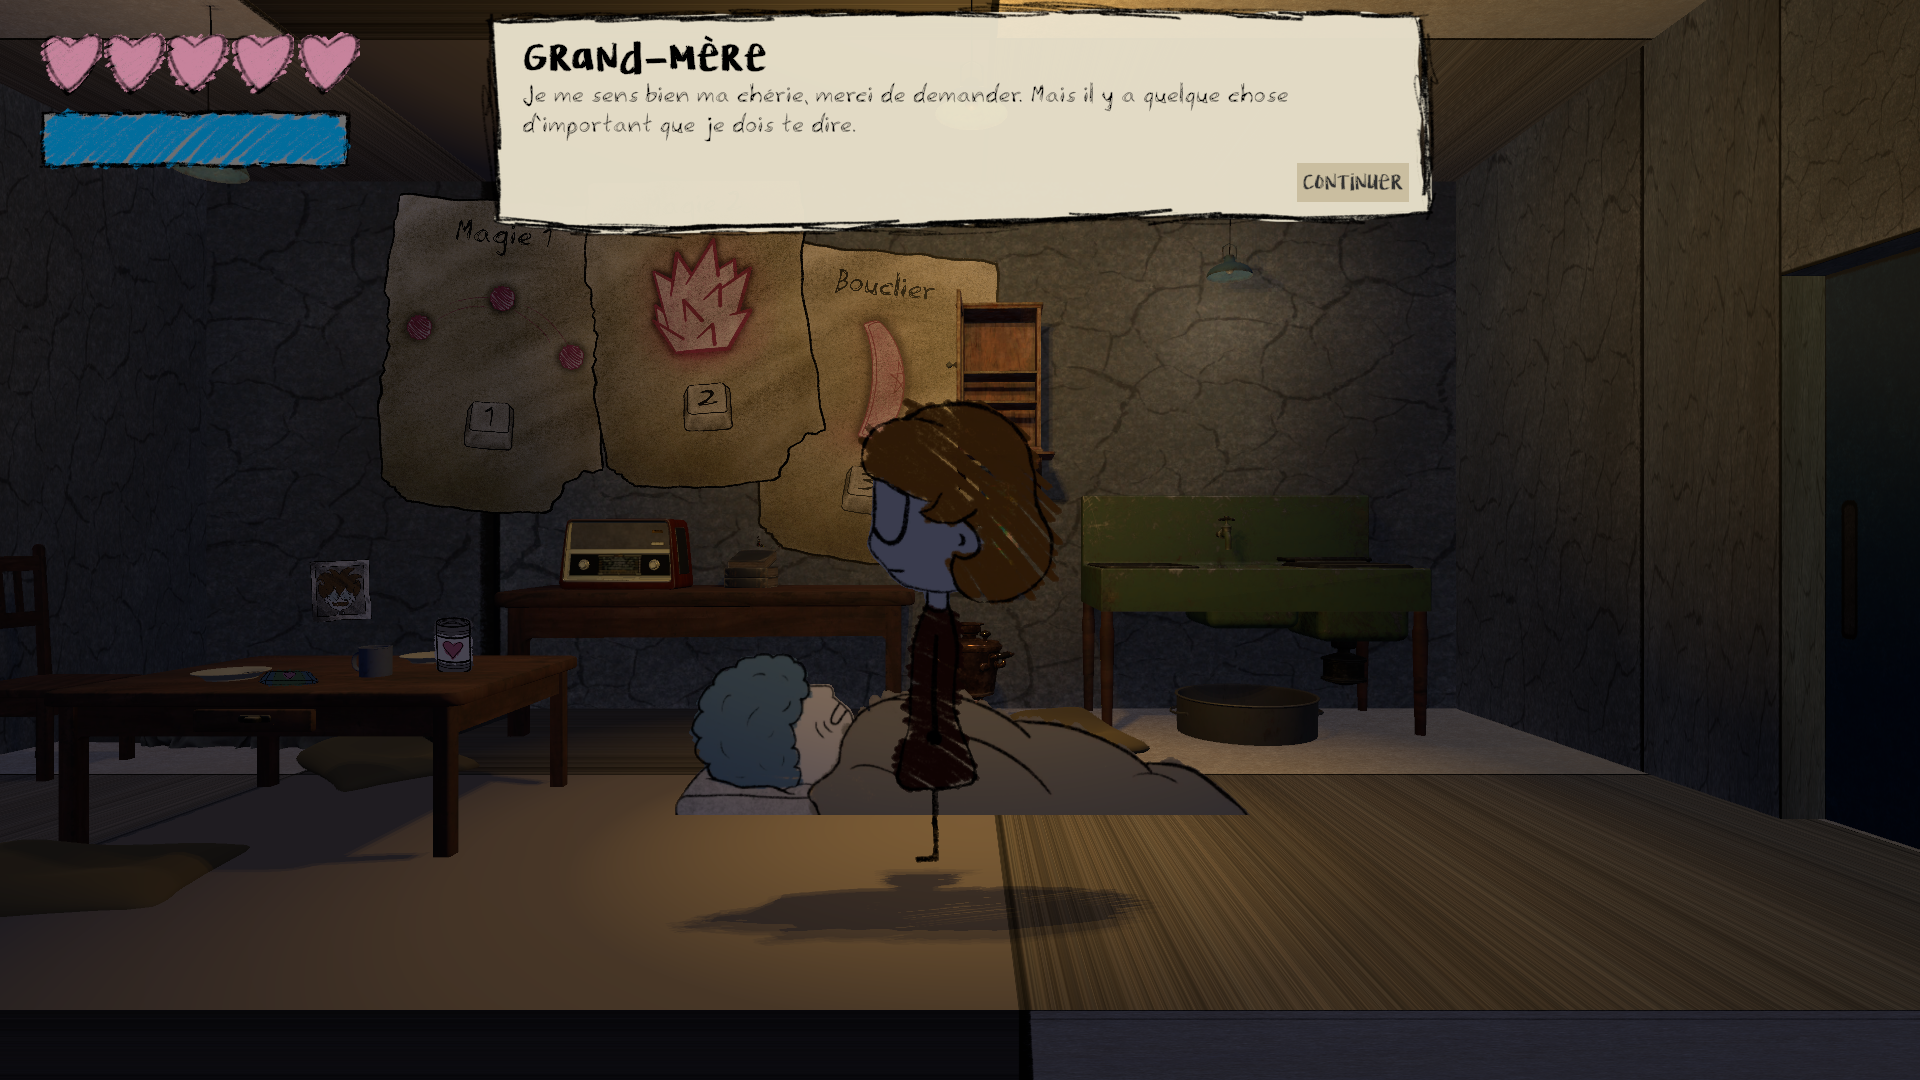 GRANd-MÈRE
Je me sens bien ma chérie, merci de demander. Mais il y a quelque chose
d'important que je dois te dire.
CONTINUER
Magie 1
Bouclier
1
2